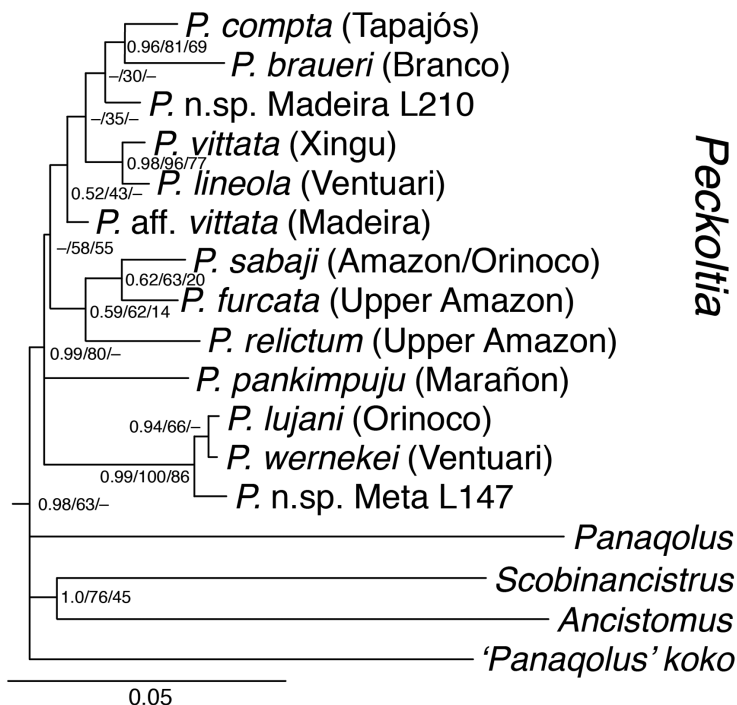 P. compta (Tapajós)
0.96/81/69
P. braueri (Branco)
–/30/–
P. n.sp. Madeira L210
–/35/–
P. vittata (Xingu)
0.98/96/77
P. lineola (Ventuari)
0.52/43/–
P. aff. vittata (Madeira)
–/58/55
P. sabaji (Amazon/Orinoco)
0.62/63/20
P. furcata (Upper Amazon)
0.59/62/14
P. relictum (Upper Amazon)
0.99/80/–
P. pankimpuju (Marañon)
P. lujani (Orinoco)
0.94/66/–
P. wernekei (Ventuari)
0.99/100/86
P. n.sp. Meta L147
0.98/63/–
Panaqolus
Scobinancistrus
1.0/76/45
Ancistomus
‘Panaqolus’ koko
0.05
Peckoltia